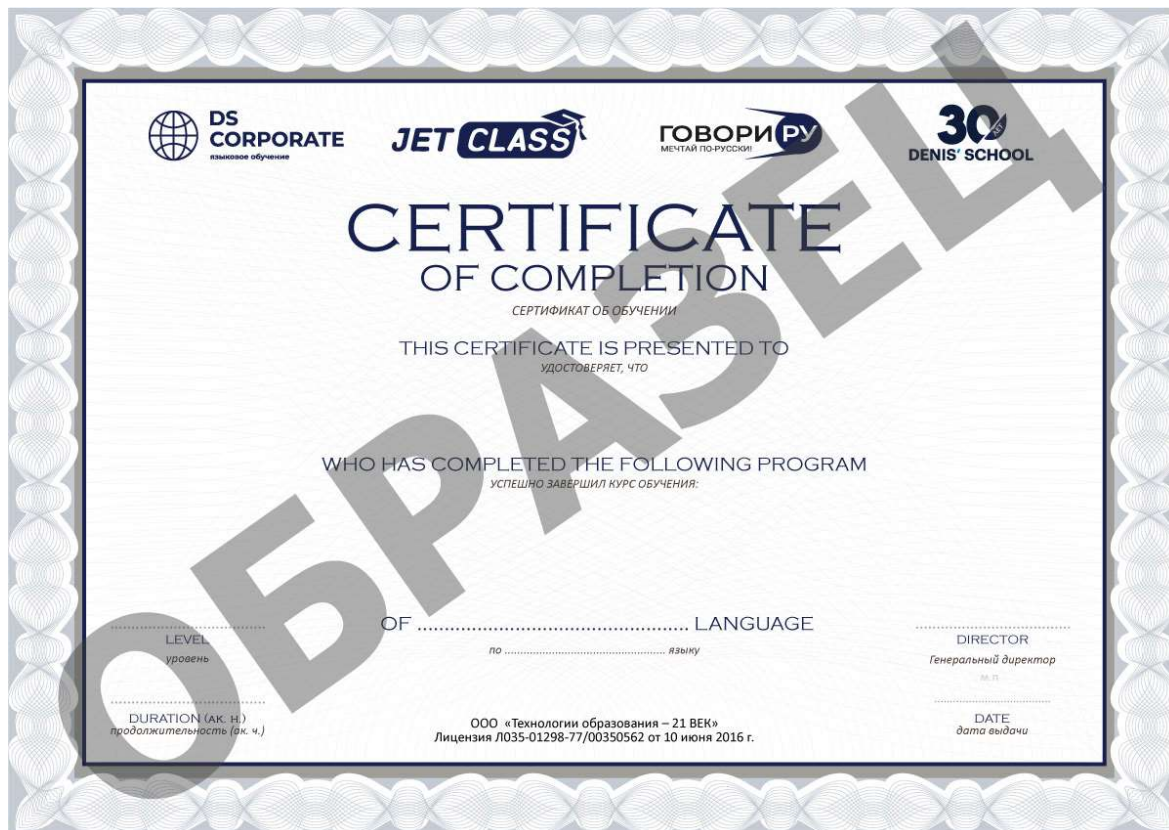 DS
CORPORATE
языковое обучение
JET CLASS
ГОВОРИ РУ
МЕЧТАЙ ПО-РУССКИ!
30 ЛЕТ
DENIS' SCHOOL
CERTIFICATE
OF COMPLETION
СЕРТИФИКАТ ОБ ОБУЧЕНИИ
THIS CERTIFICATE IS PRESENTED TO
УДОСТОВЕРЯЕТ, ЧТО
WHO HAS COMPLETED THE FOLLOWING PROGRAM
УСПЕШНО ЗАВЕРШИЛ КУРС ОБУЧЕНИЯ:
ОБРАЗЕЦ
OF ................................................ LANGUAGE
по ................................................ языку
LEVEL
уровень
DIRECTOR
Генеральный директор
М.П.
DURATION (АК. Н.)
продолжительность (ак. ч.)
ООО «Технологии образования – 21 ВЕК»
Лицензия Л035-01298-77/00350562 от 10 июня 2016 г.
DATE
дата выдачи